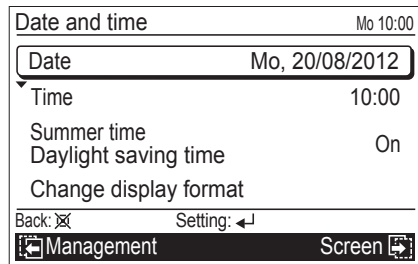 Date and time Mo 10:00
Date Mo, 20/08/2012
Time 10:00
Summer time
Daylight saving time On
Change display format
Back: Setting:
Management Screen